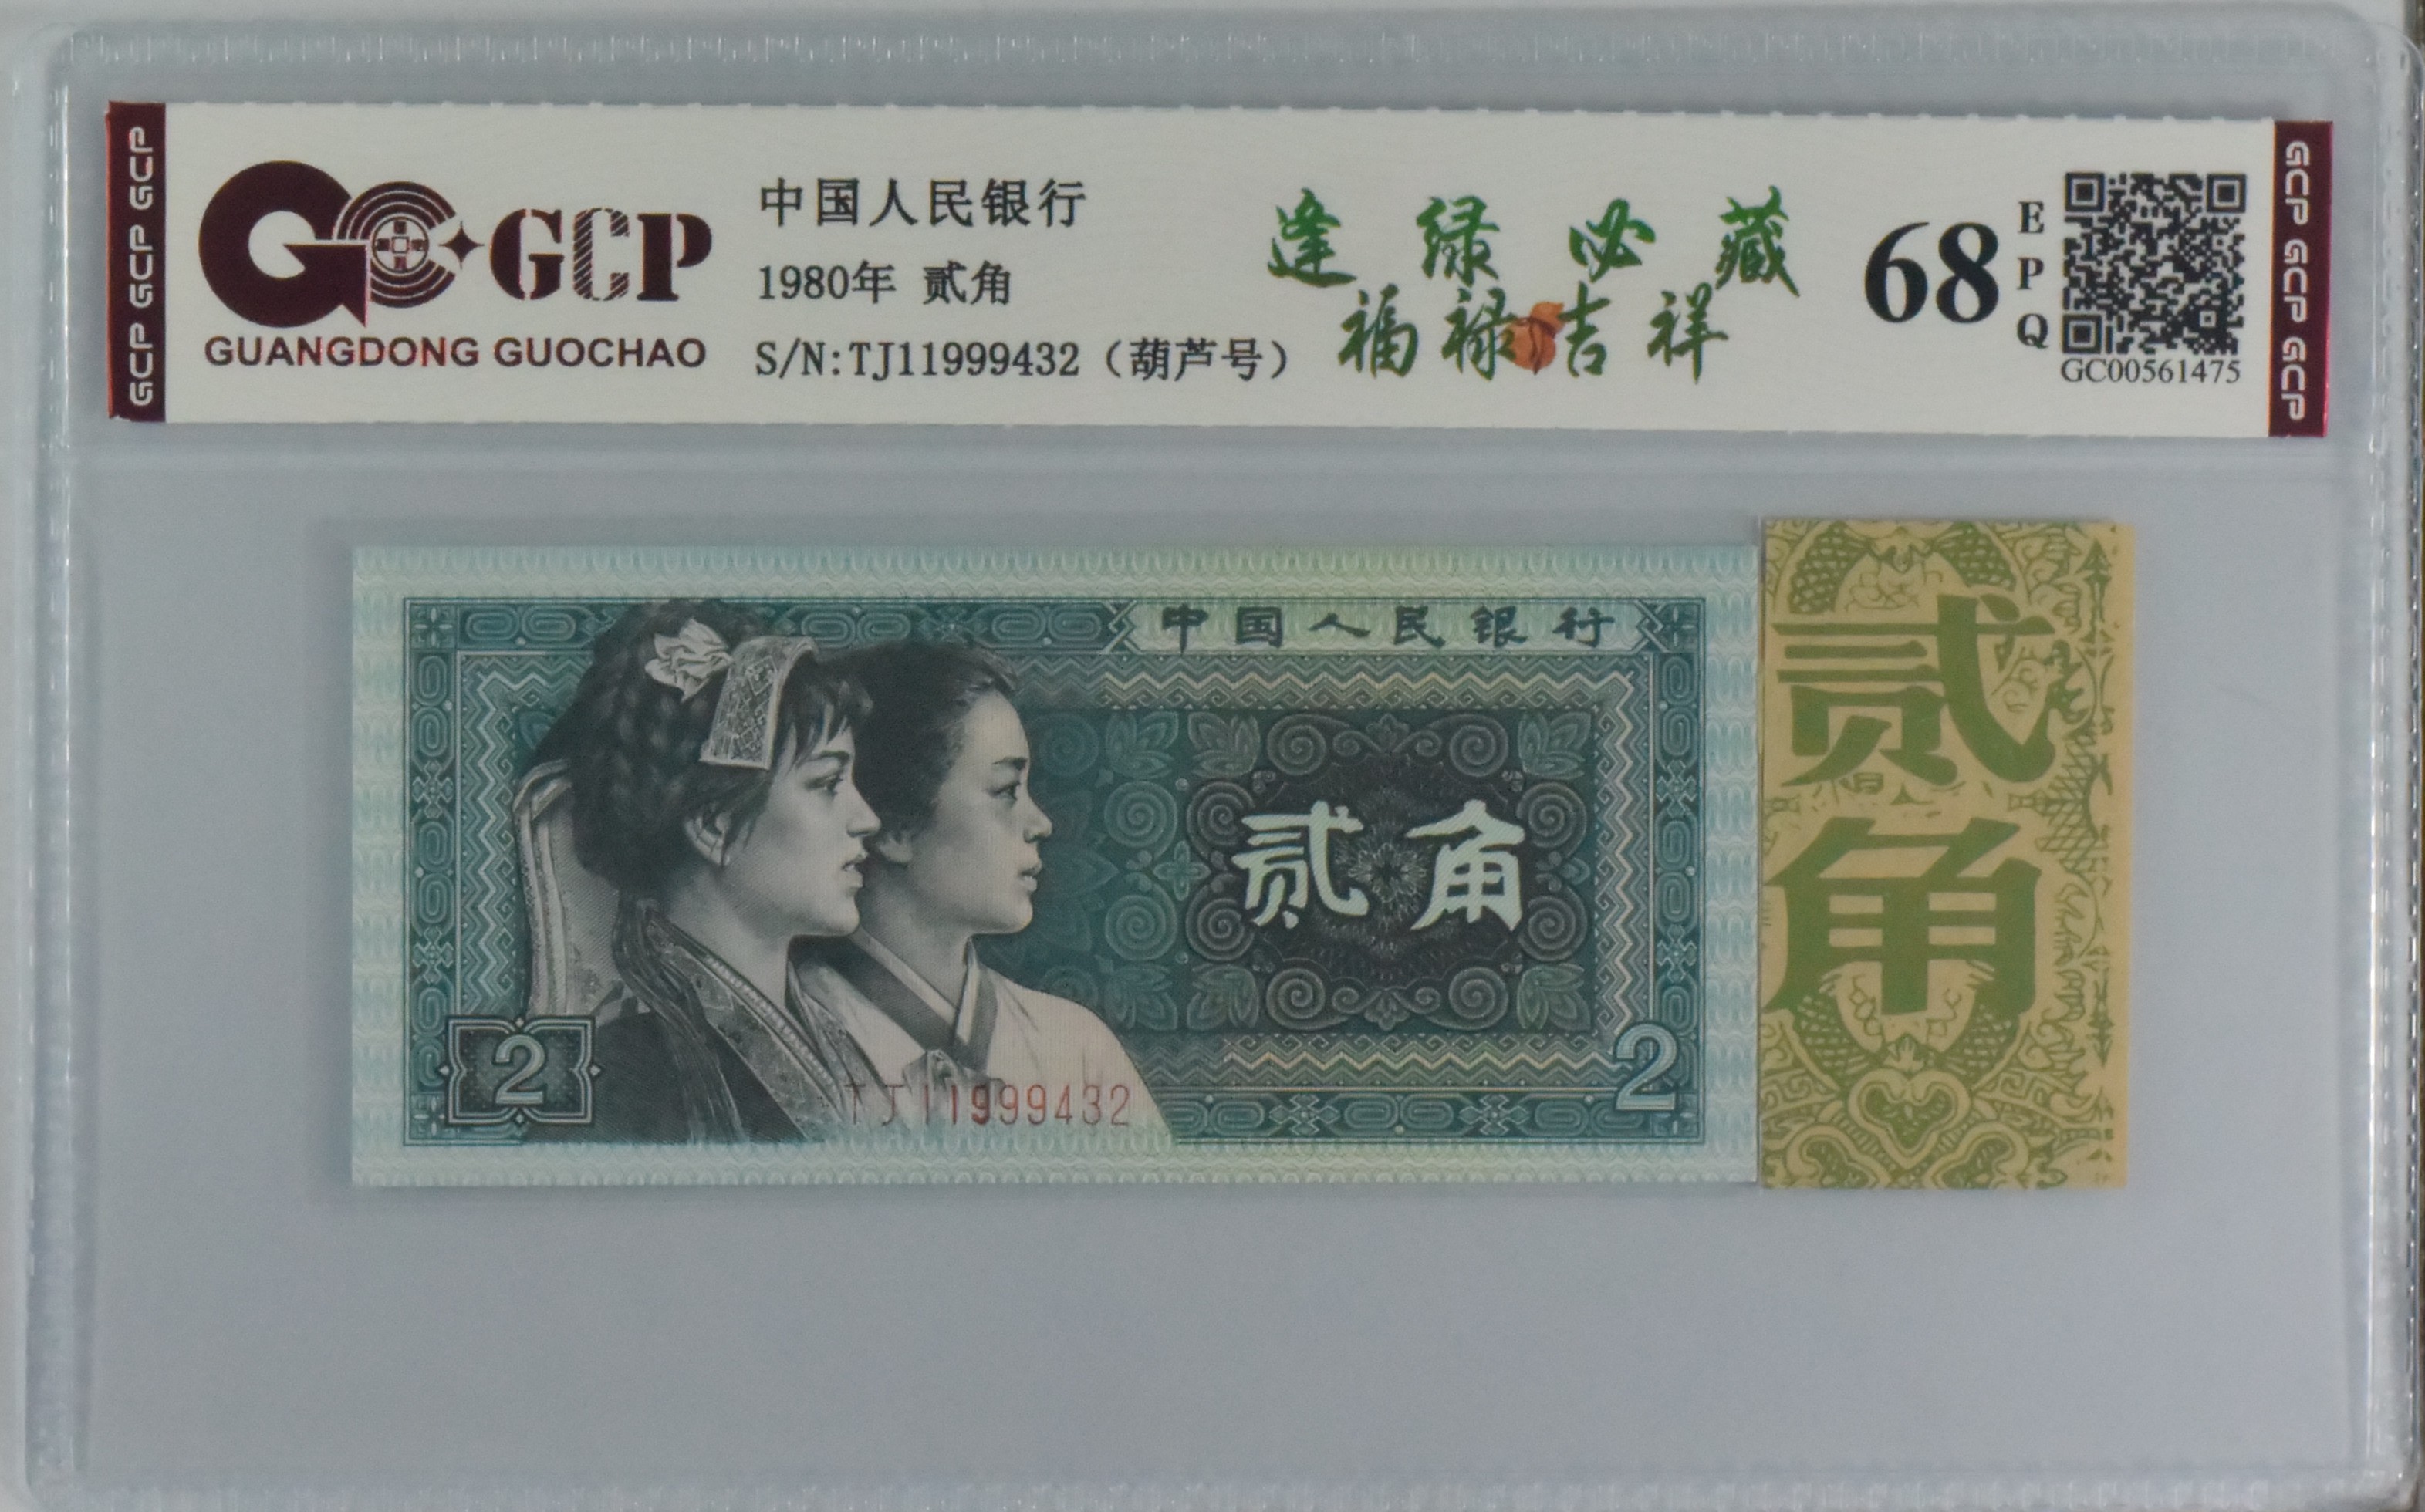 GCP GCP GCP
GCP
GUANGDONG GUOCHAO
中国人民银行
1980年 贰角
S/N:TJ11999432（葫芦号）
逢绿必藏
福禄吉祥
68
EPQ
GC00561475
GCP GCP GCP
中国人民银行
贰角
2
2
TJ11999432
贰角